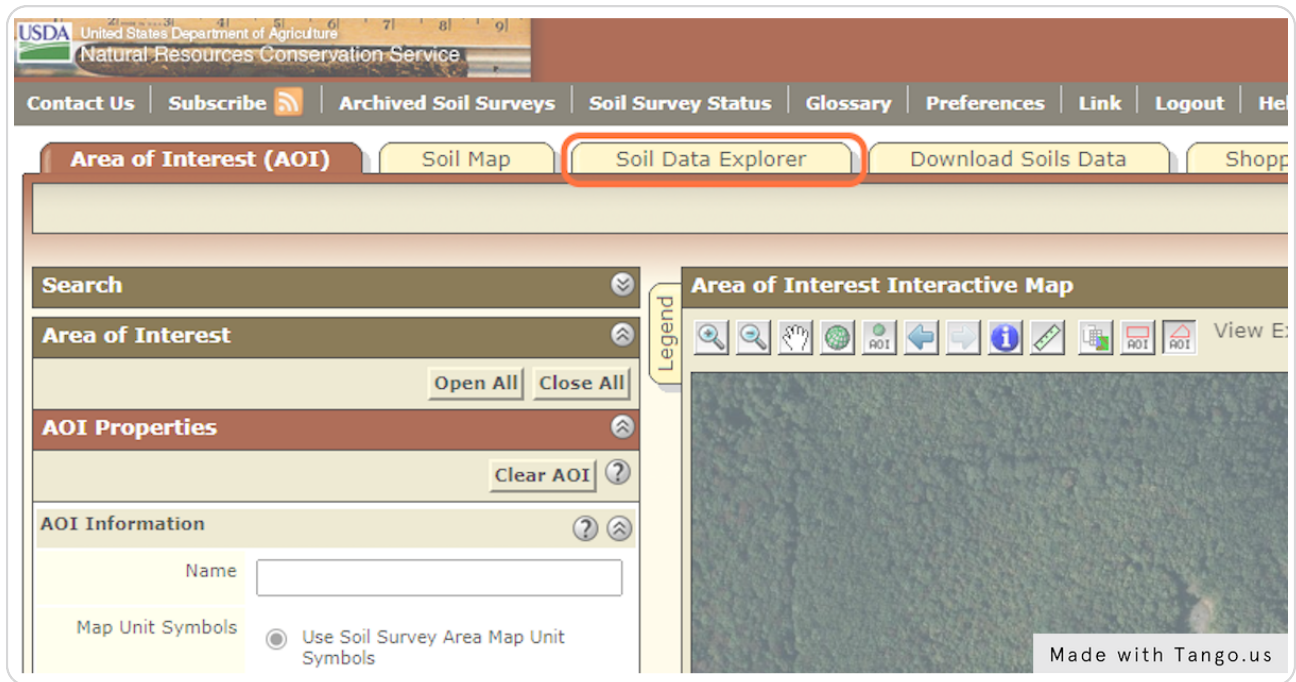 USDA United States Department of Agriculture
Natural Resources Conservation Service
Contact Us Subscribe Archived Soil Surveys Soil Survey Status Glossary Preferences Link Logout
Area of Interest (AOI) Soil Map Soil Data Explorer Download Soils Data
Search
Area of Interest
Open All Close All
AOI Properties
Clear AOI ?
AOI Information ?
Name
Map Unit Symbols
Use Soil Survey Area Map Unit
Symbols
Legend
Area of Interest Interactive Map
AOI i AOI AOI View
Made with Tango.us